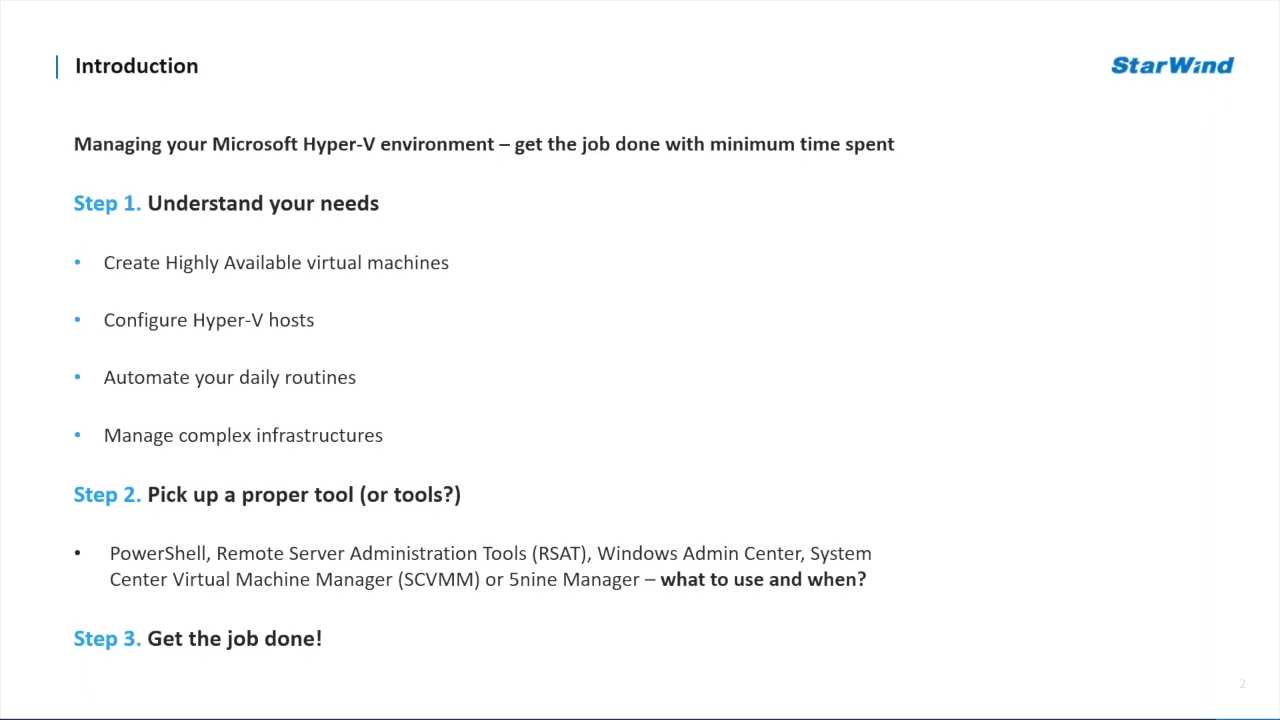 Introduction
StarWind
Managing your Microsoft Hyper-V environment – get the job done with minimum time spent
Step 1. Understand your needs
• Create Highly Available virtual machines
• Configure Hyper-V hosts
• Automate your daily routines
• Manage complex infrastructures
Step 2. Pick up a proper tool (or tools?)
• PowerShell, Remote Server Administration Tools (RSAT), Windows Admin Center, System
Center Virtual Machine Manager (SCVMM) or 5nine Manager – what to use and when?
Step 3. Get the job done!
2